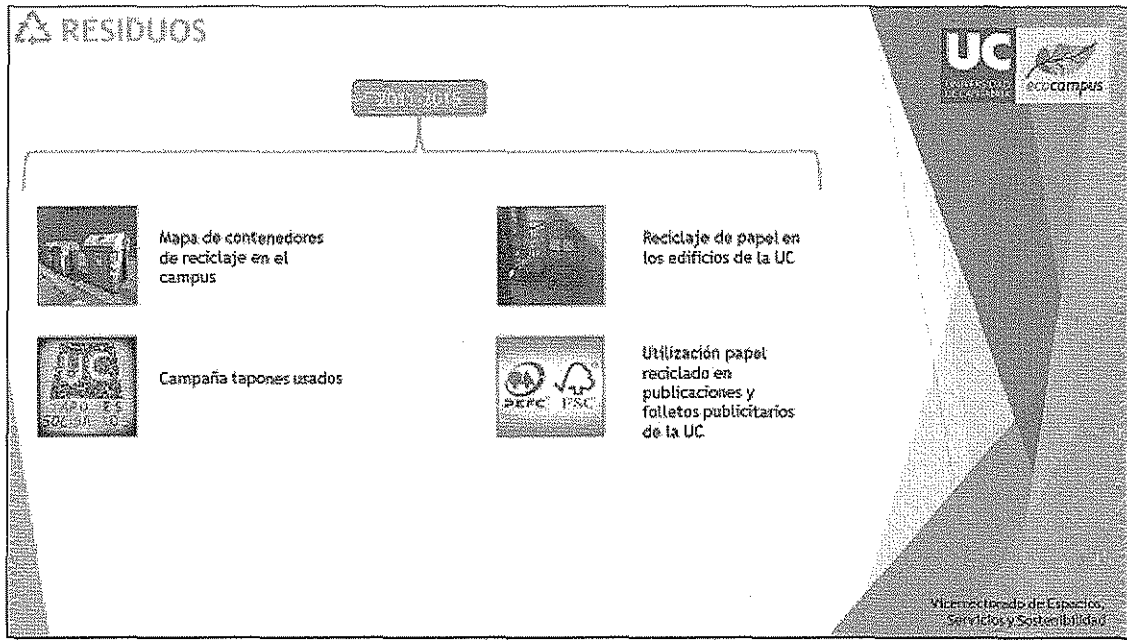 RESIDUOS
UC
ecocampus
Mapa de contenedores
de reciclaje en el
campus
Reciclaje de papel en
los edificios de la UC
Campaña tapones usados
PEFC
FSC
Utilización papel
reciclado en
publicaciones y
folletos publicitarios
de la UC
Vicerrectorado de Espacios,
Servicios y Sostenibilidad